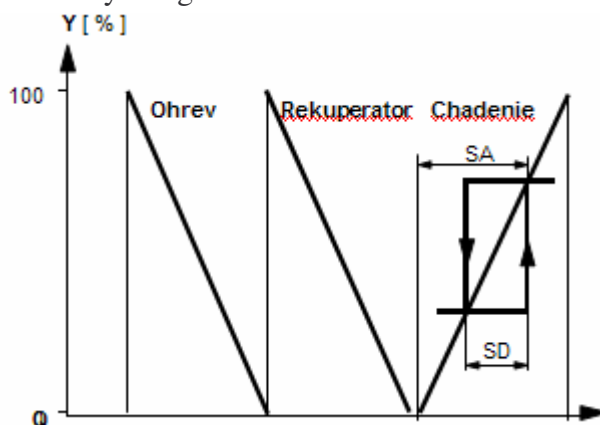 Y [ % ]
100
Ohrev
Rekuperator
Chadenie
SA
SD
0